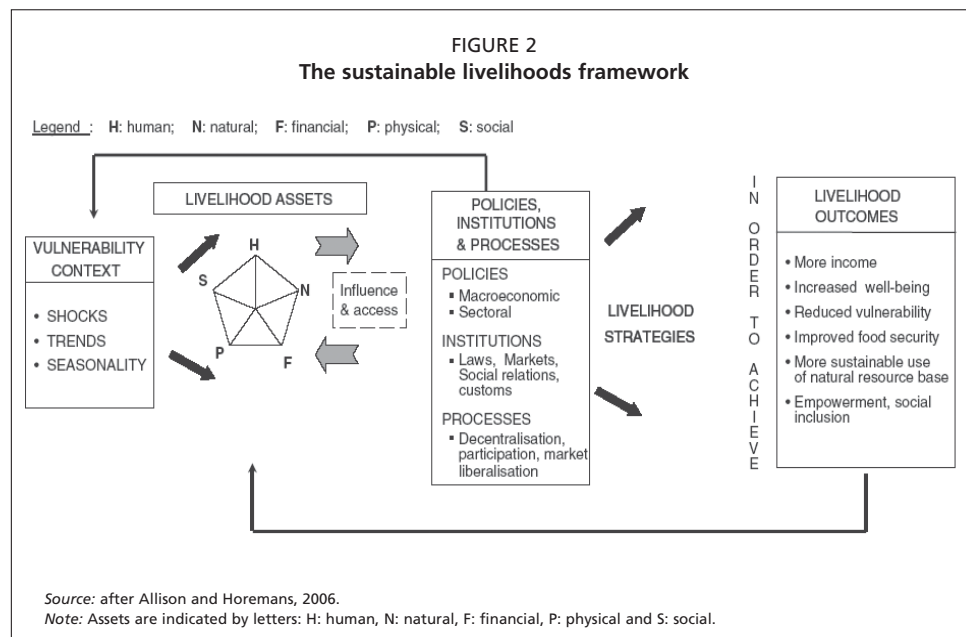 FIGURE 2
The sustainable livelihoods framework
Legend : H: human; N: natural; F: financial; P: physical; S: social
LIVELIHOOD ASSETS
VULNERABILITY
CONTEXT
• SHOCKS
• TRENDS
• SEASONALITY
H
S
N
P
F
Influence
& access
POLICIES,
INSTITUTIONS
& PROCESSES
POLICIES
▪ Macroeconomic
▪ Sectoral
INSTITUTIONS
▪ Laws, Markets,
Social relations,
customs
PROCESSES
▪ Decentralisation,
participation, market
liberalisation
LIVELIHOOD
STRATEGIES
IN ORDER TO ACHIEVE
LIVELIHOOD
OUTCOMES
• More income
• Increased well-being
• Reduced vulnerability
• Improved food security
• More sustainable use
of natural resource base
• Empowerment, social
inclusion
Source: after Allison and Horemans, 2006.
Note: Assets are indicated by letters: H: human, N: natural, F: financial, P: physical and S: social.